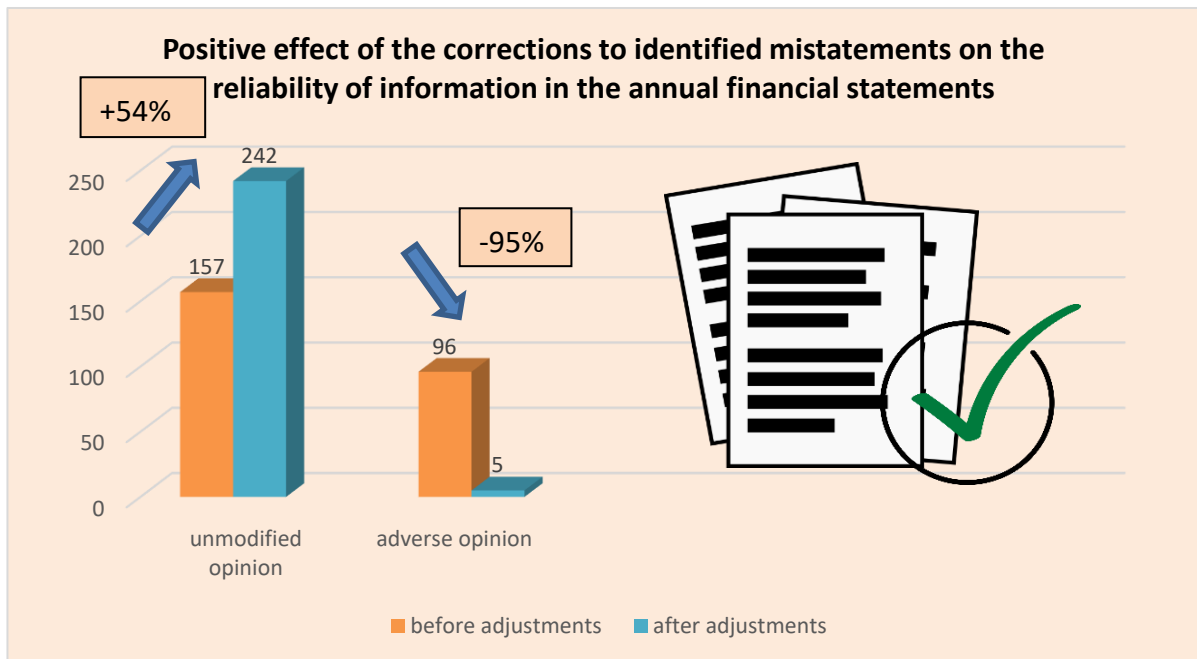 Positive effect of the corrections to identified mistatements on the
reliability of information in the annual financial statements
+54%
-95%
250
200
150
100
50
0
157
242
96
5
unmodified
opinion
adverse opinion
before adjustments
after adjustments